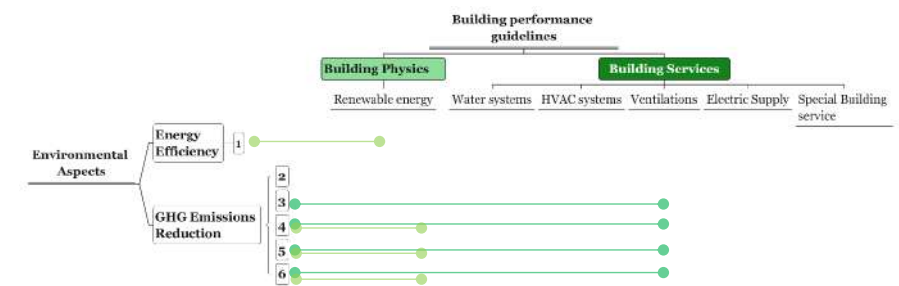 Building performance
guidelines
Building Physics
Building Services
Renewable energy
Water systems
HVAC systems
Ventilations
Electric Supply
Special Building
service
Environmental
Aspects
Energy
Efficiency
1
GHG Emissions
Reduction
2
3
4
5
6